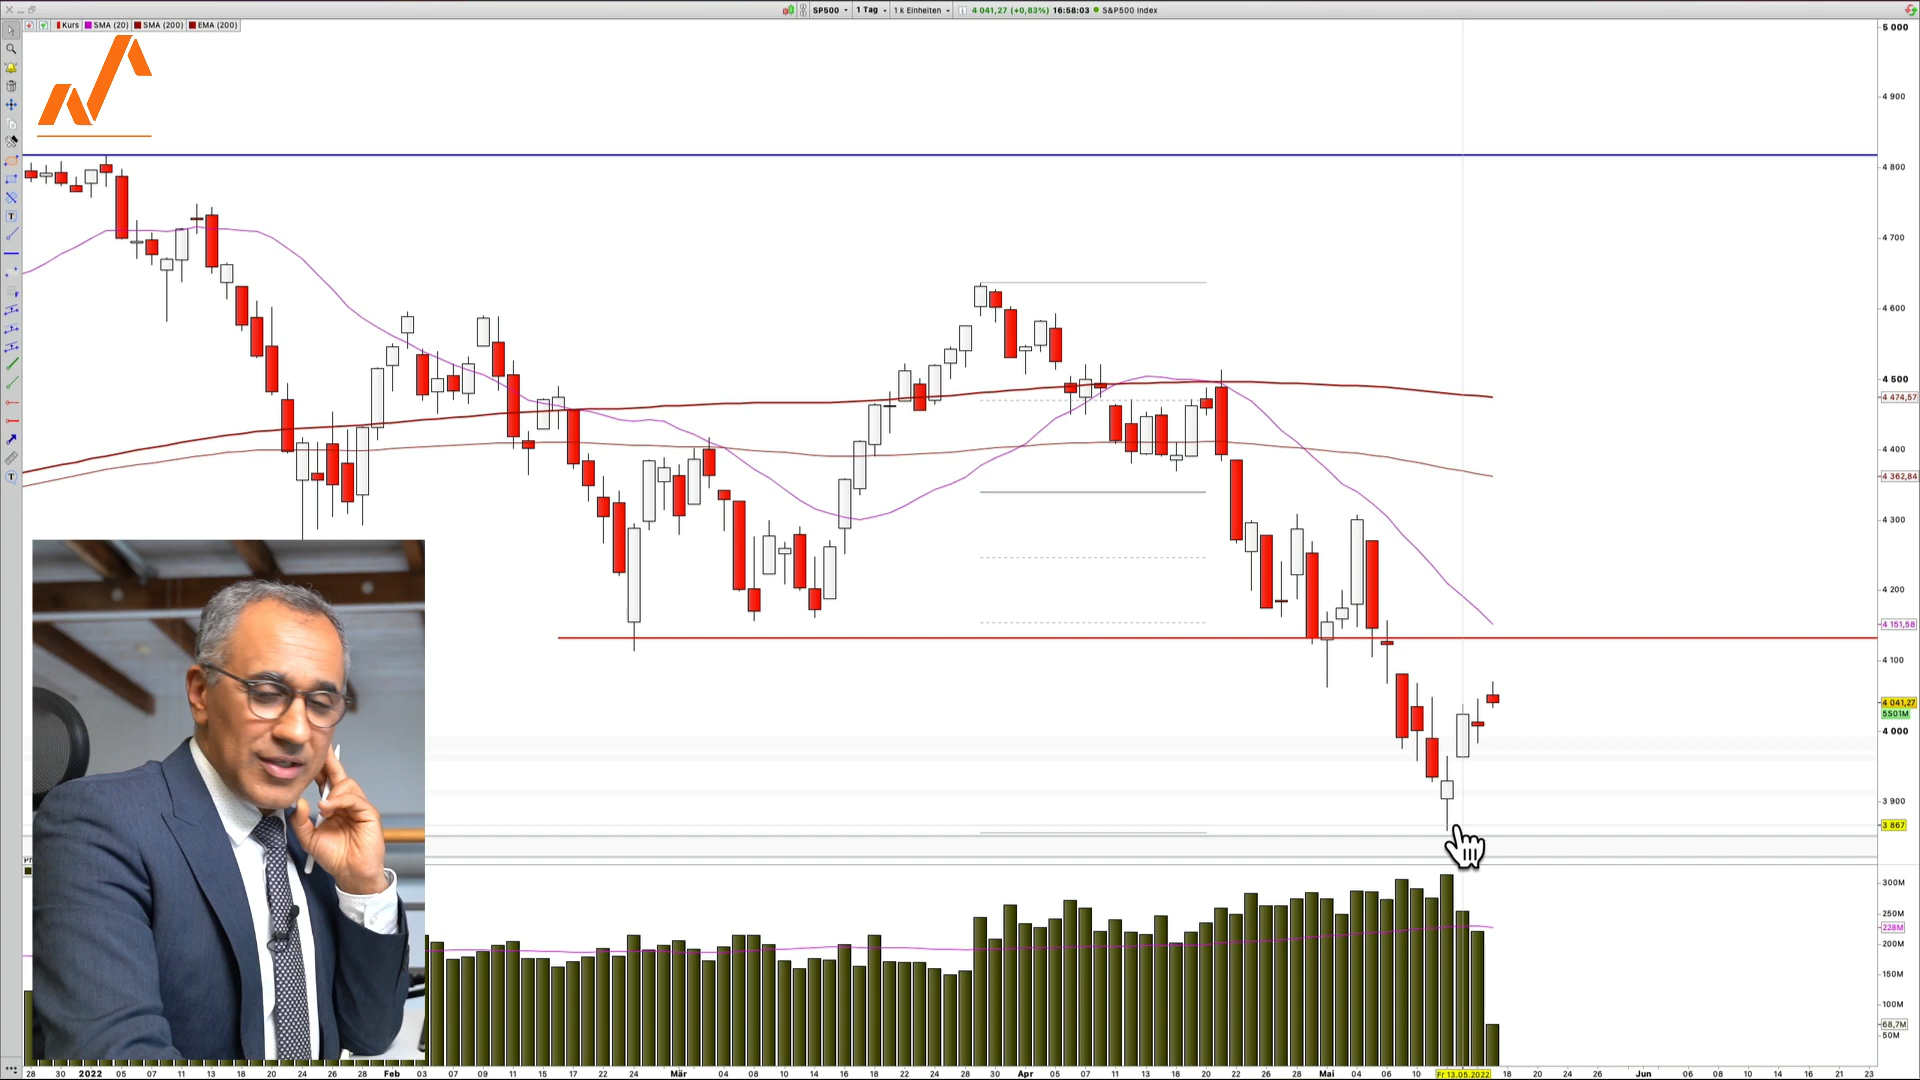 SP500 1 Tag 1 k Einheiten 4 041,27 (+0,83%) 16:58:03 S&P500 Index
Kurs SMA (20) SMA (200) EMA (200)
5 000
4 900
4 800
4 700
4 600
4 500
4 474,57
4 400
4 362,84
4 300
4 200
4 151,58
4 100
4 041,27
5S01M
4 000
3 900
3 867
300M
250M
228M
200M
150M
100M
68,7M
50M
28 30 2022 05 07 11 13 18 20 24 26 28 Feb 03 07 09 11 15 17 22 24 Mär 04 08 10 14 16 18 22 24 28 30 Apr 05 07 11 13 18 20 22 26 28 Mai 04 06 10 Fr 13.05.2022 18 20 24 26 30 Jun 06 08 10 14 16 21 23